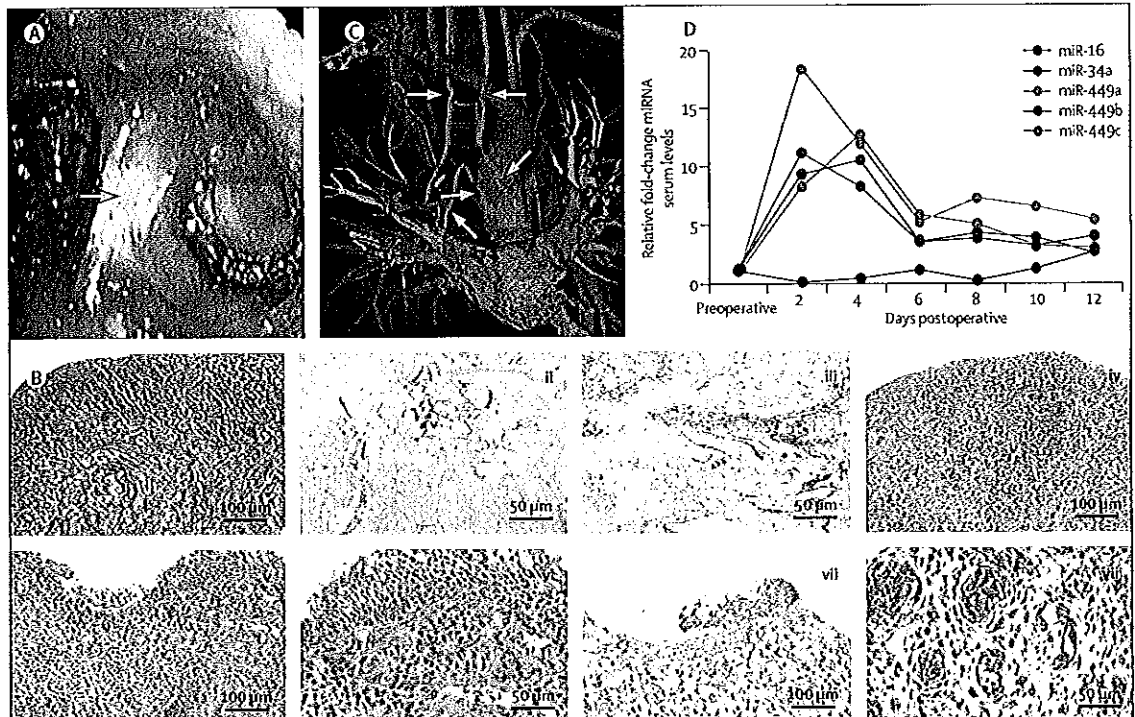 A
C
D
Relative fold-change miRNA
serum levels
20
15
10
5
0
Preoperative
2
4
6
8
10
12
Days postoperative
miR-16
miR-34a
miR-449a
miR-449b
miR-449c
B
100 µm
ii
50 µm
iii
50 µm
iv
100 µm
100 µm
50 µm
vii
100 µm
viii
50 µm